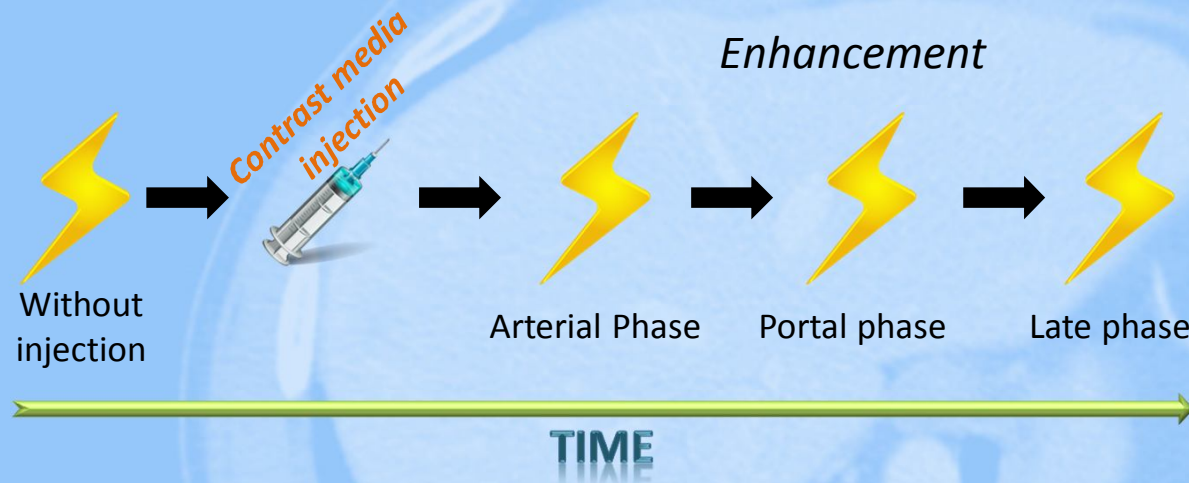 Contrast media
injection
Enhancement
Without
injection
Arterial Phase
Portal phase
Late phase
TIME